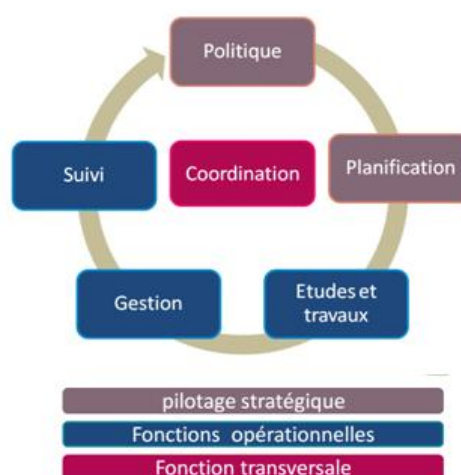 Politique
Suivi
Coordination
Planification
Gestion
Etudes et
travaux
pilotage stratégique
Fonctions opérationnelles
Fonction transversale